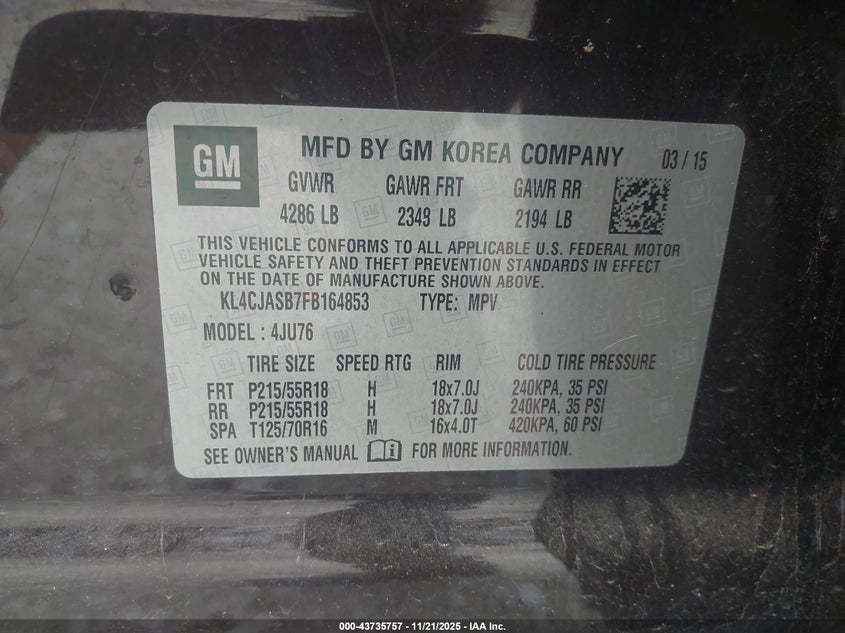 GM
MFD BY GM KOREA COMPANY 03 / 15
GVWR GAWR FRT GAWR RR
4286 LB 2349 LB 2194 LB
THIS VEHICLE CONFORMS TO ALL APPLICABLE U.S. FEDERAL MOTOR
VEHICLE SAFETY AND THEFT PREVENTION STANDARDS IN EFFECT
ON THE DATE OF MANUFACTURE SHOWN ABOVE.
KL4CJASB7FB164853 TYPE: MPV
MODEL : 4JU76
TIRE SIZE SPEED RTG RIM COLD TIRE PRESSURE
FRT P215/55R18 H 18x7.0J 240KPA, 35 PSI
RR P215/55R18 H 18x7.0J 240KPA, 35 PSI
SPA T125/70R16 M 16x4.0T 420KPA, 60 PSI
SEE OWNER'S MANUAL i FOR MORE INFORMATION.
000-43735757 - 11/21/2025 - IAA Inc.